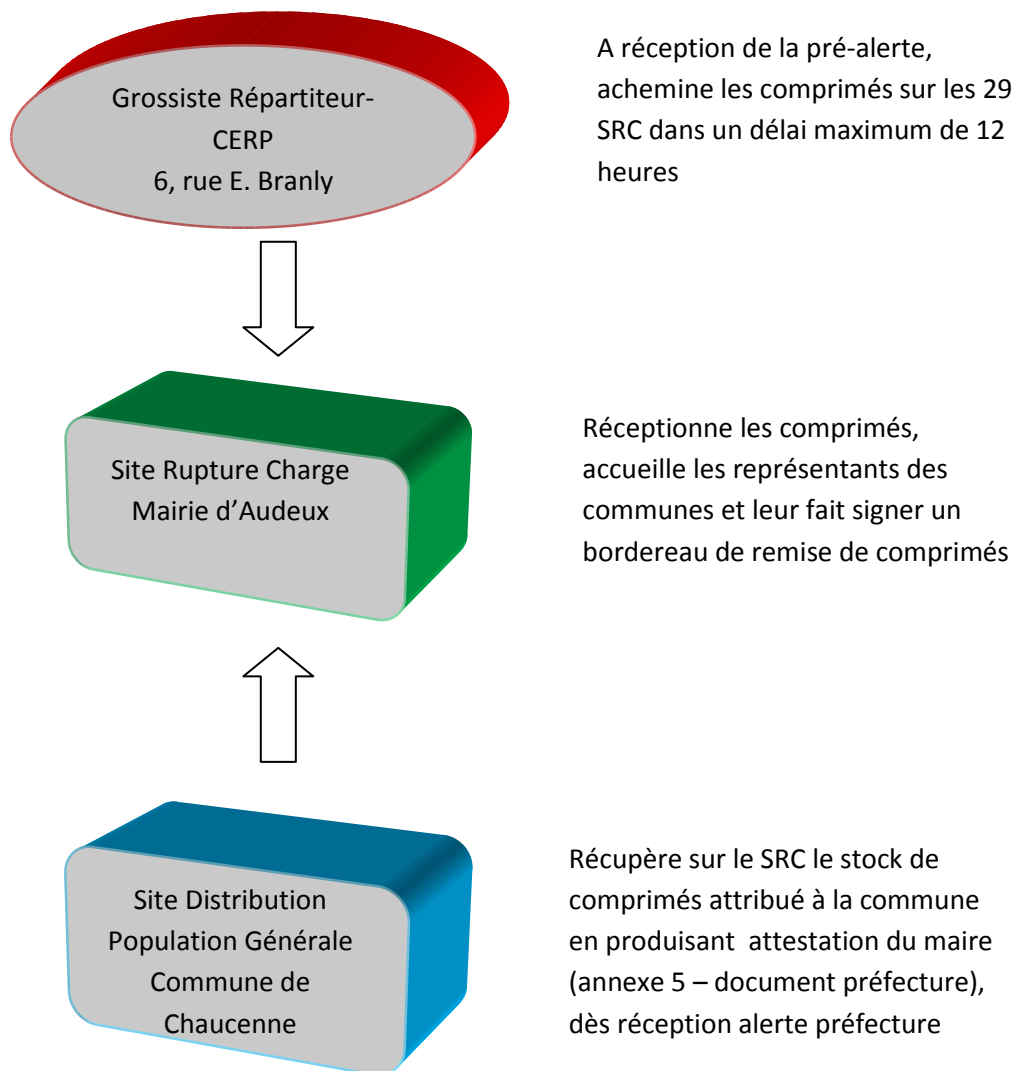 Grossiste Répartiteur-
CERP
6, rue E. Branly
A réception de la pré-alerte,
achemine les comprimés sur les 29
SRC dans un délai maximum de 12
heures
Site Rupture Charge
Mairie d’Audeux
Réceptionne les comprimés,
accueille les représentants des
communes et leur fait signer un
bordereau de remise de comprimés
Site Distribution
Population Générale
Commune de
Chaucenne
Récupère sur le SRC le stock de
comprimés attribué à la commune
en produisant  attestation du maire
(annexe 5 – document préfecture),
dès réception alerte préfecture